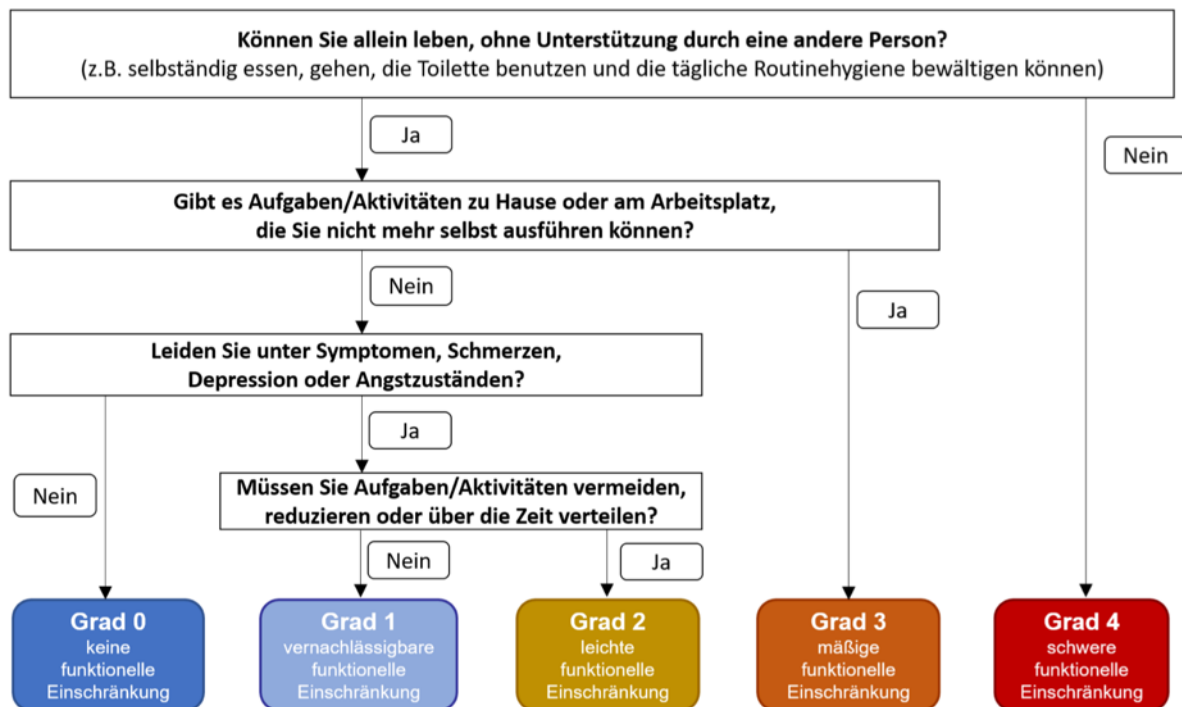 Können Sie allein leben, ohne Unterstützung durch eine andere Person?
(z.B. selbständig essen, gehen, die Toilette benutzen und die tägliche Routinehygiene bewältigen können)
Ja
Nein
Gibt es Aufgaben/Aktivitäten zu Hause oder am Arbeitsplatz,
die Sie nicht mehr selbst ausführen können?
Nein
Ja
Leiden Sie unter Symptomen, Schmerzen,
Depression oder Angstzuständen?
Nein
Ja
Müssen Sie Aufgaben/Aktivitäten vermeiden,
reduzieren oder über die Zeit verteilen?
Nein
Ja
Grad 0
keine
funktionelle
Einschränkung
Grad 1
vernachlässigbare
funktionelle
Einschränkung
Grad 2
leichte
funktionelle
Einschränkung
Grad 3
mäßige
funktionelle
Einschränkung
Grad 4
schwere
funktionelle
Einschränkung